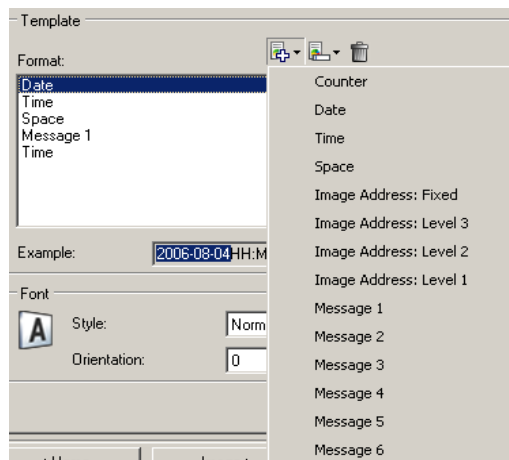 Template
Format:
Date
Time
Space
Message 1
Time
Example:
2006-08-04HH:M
Font
A
Style:
Norm
Orientation:
0
Counter
Date
Time
Space
Image Address: Fixed
Image Address: Level 3
Image Address: Level 2
Image Address: Level 1
Message 1
Message 2
Message 3
Message 4
Message 5
Message 6